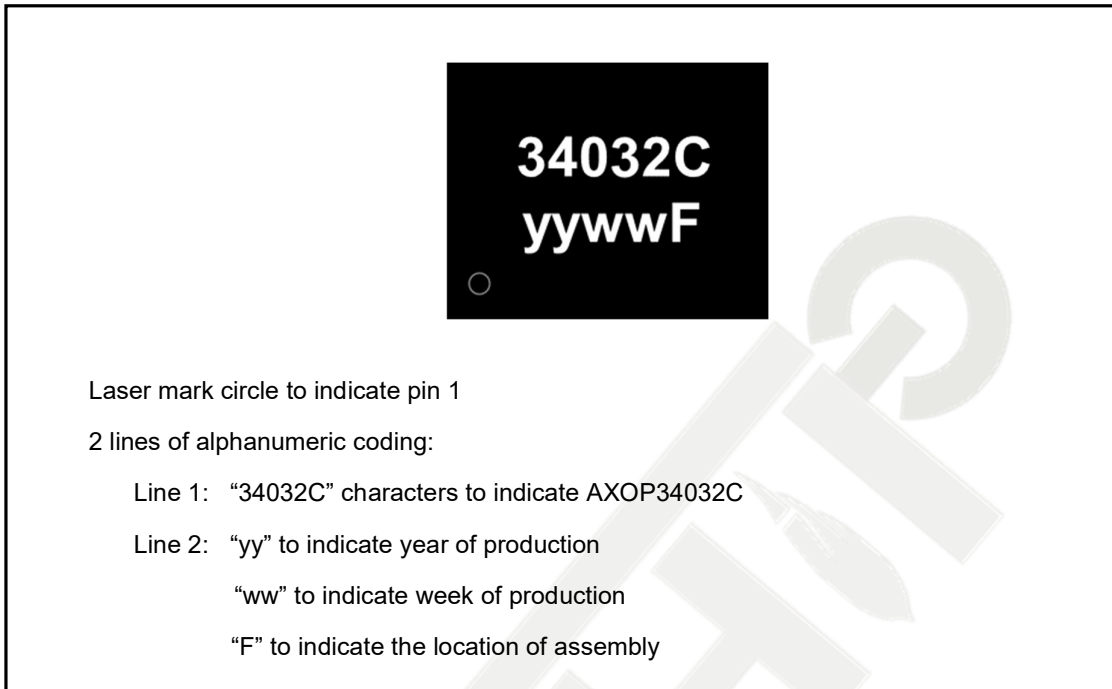 34032C
yywwF
Laser mark circle to indicate pin 1
2 lines of alphanumeric coding:
Line 1: “34032C” characters to indicate AXOP34032C
Line 2: “yy” to indicate year of production
“ww” to indicate week of production
“F” to indicate the location of assembly